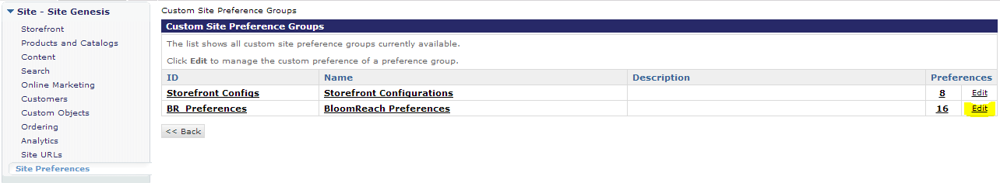 Site - Site Genesis
Storefront
Products and Catalogs
Content
Search
Online Marketing
Customers
Custom Objects
Ordering
Analytics
Site URLs
Site Preferences
Custom Site Preference Groups
Custom Site Preference Groups
The list shows all custom site preference groups currently available.
Click Edit to manage the custom preference of a preference group.
ID Name Description Preferences
Storefront Configs Storefront Configurations 8 Edit
BR_Preferences BloomReach Preferences 16 Edit
<< Back